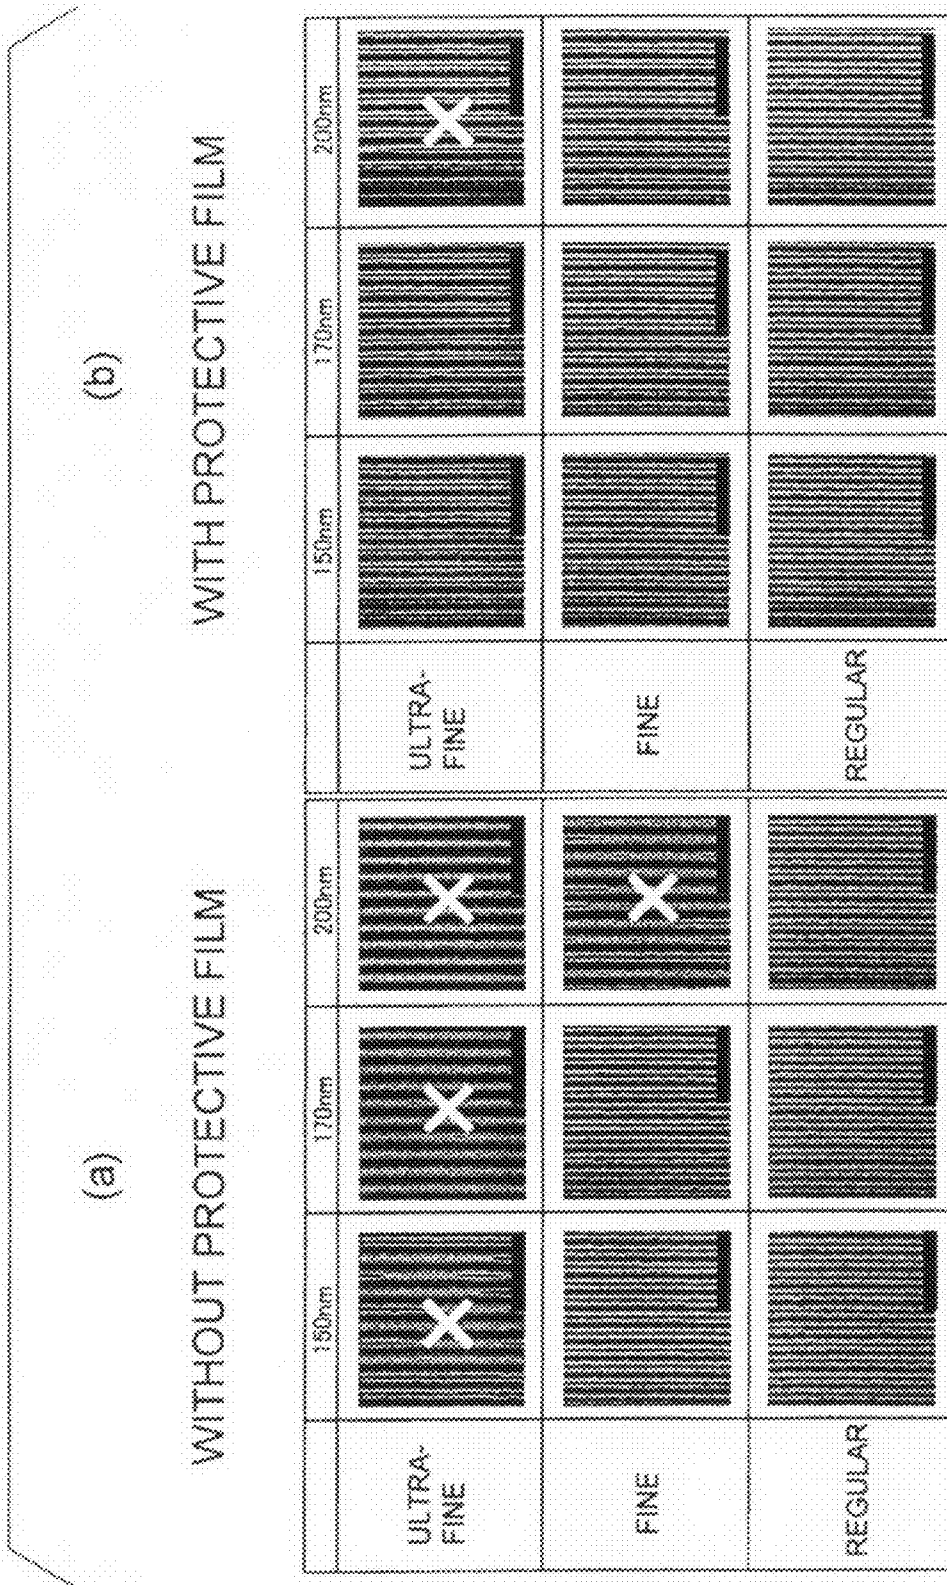 (a)
WITHOUT PROTECTIVE FILM
150nm
170nm
200nm
ULTRA-
FINE
FINE
REGULAR
(b)
WITH PROTECTIVE FILM
150nm
170nm
200nm
ULTRA-
FINE
FINE
REGULAR